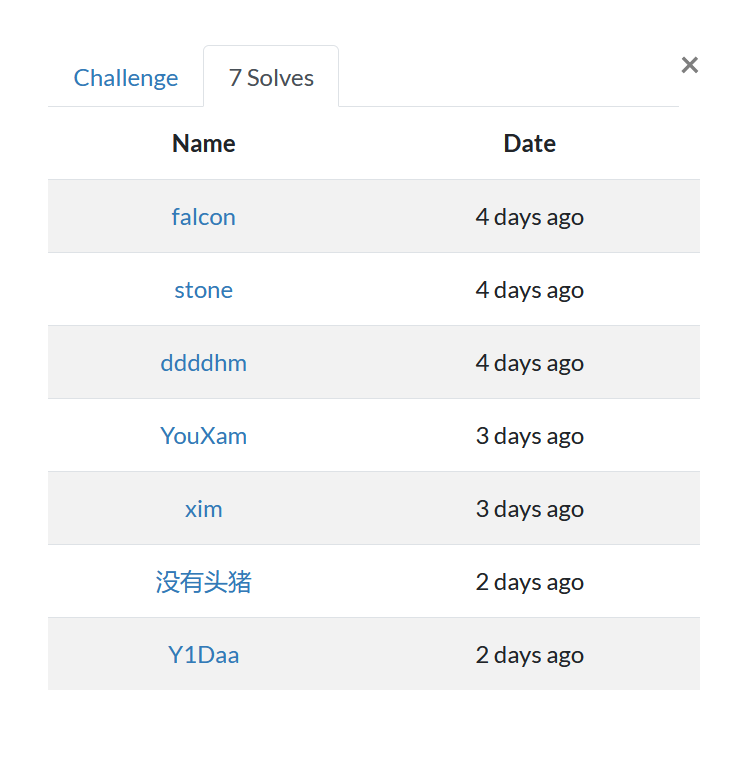 Challenge 7 Solves ×
Name Date
falcon 4 days ago
stone 4 days ago
ddddhm 4 days ago
YouXam 3 days ago
xim 3 days ago
没有头猪 2 days ago
Y1Daa 2 days ago